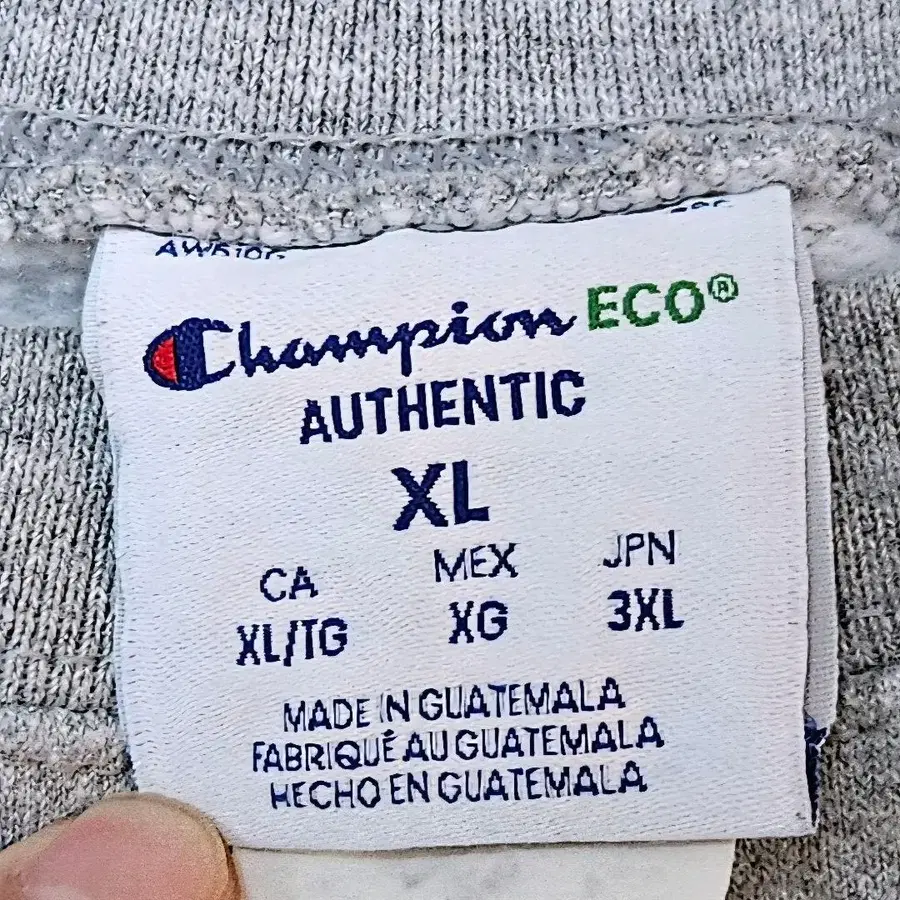 Champion ECO®
AUTHENTIC
XL
CA MEX JPN
XL/TG XG 3XL
MADE IN GUATEMALA
FABRIQUÉ AU GUATEMALA
HECHO EN GUATEMALA